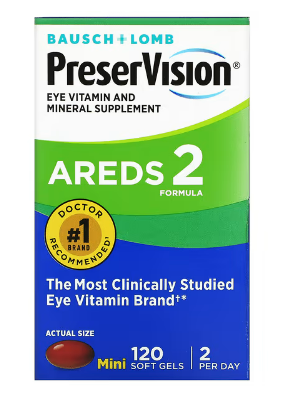 BAUSCH + LOMB
PreserVision®
EYE VITAMIN AND
MINERAL SUPPLEMENT
AREDS 2
FORMULA
DOCTOR
#1
BRAND
RECOMMENDED†
The Most Clinically Studied
Eye Vitamin Brand†*
ACTUAL SIZE
Mini 120 SOFT GELS 2 PER DAY